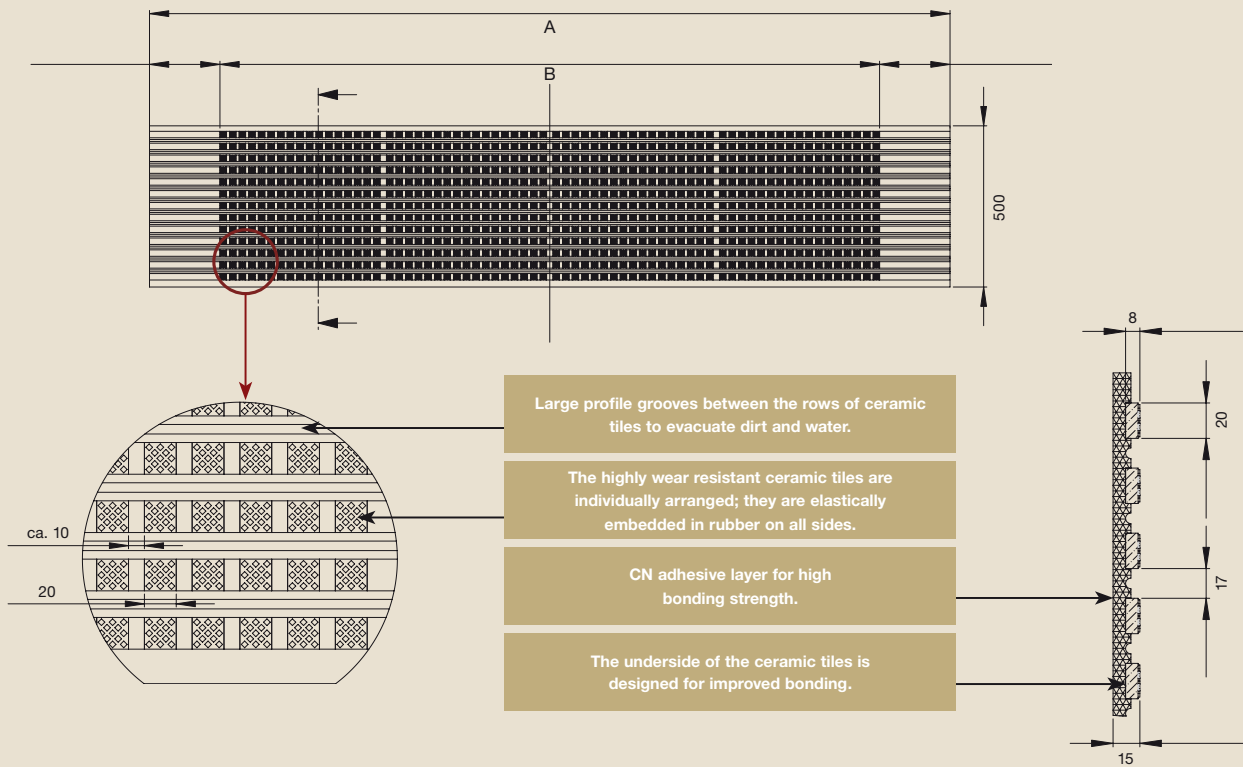 A
B
500
8
20
17
15
ca. 10
20
Large profile grooves between the rows of ceramic
tiles to evacuate dirt and water.
The highly wear resistant ceramic tiles are
individually arranged; they are elastically
embedded in rubber on all sides.
CN adhesive layer for high
bonding strength.
The underside of the ceramic tiles is
designed for improved bonding.